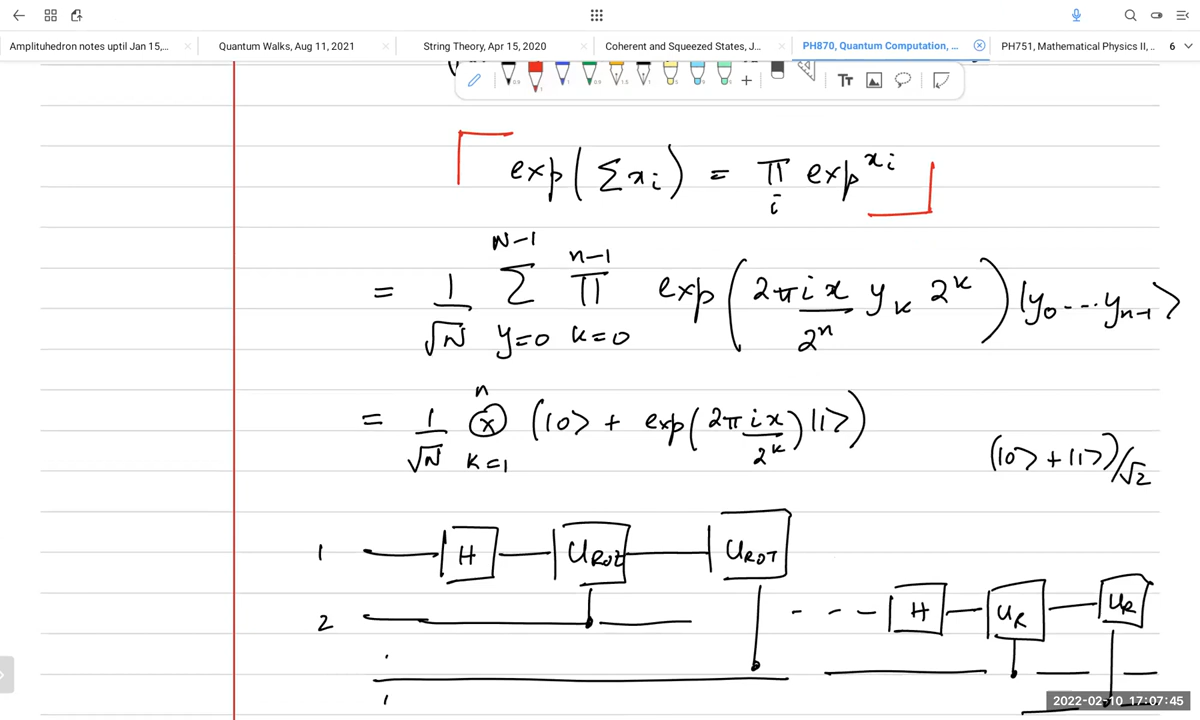 Amplituhedron notes uptil Jan 15,...
Quantum Walks, Aug 11, 2021
String Theory, Apr 15, 2020
Coherent and Squeezed States, J...
PH870, Quantum Computation, ...
PH751, Mathematical Physics II, ..
6
exp(Σxi) = Π_i exp^{xi}
= 1/√N Σ_{y=0}^{N-1} Π_{k=0}^{n-1} exp(2πix/2^n y_k 2^k) |y_0....y_{n-1}>
= 1/√N ⊗_{k=1}^{n} (|0> + exp(2πix/2^k)|1>)
(|0> + |1>)/√2
1 H U_ROT U_ROT
2 --- H U_R U_R
2022-02-10 17:07:45